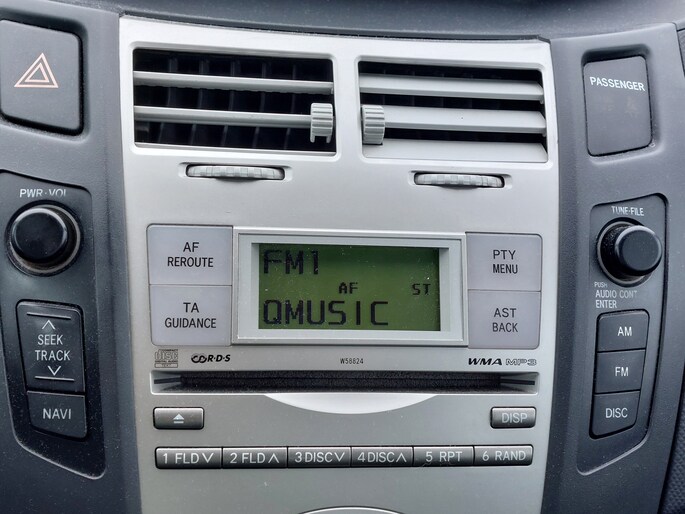 PASSENGER
PWR·VOL
TUNE·FILE
AF
REROUTE
FM1
AF ST
QMUSIC
PTY
MENU
TA
GUIDANCE
AST
BACK
PUSH
AUDIO CONT
ENTER
SEEK
TRACK
NAVI
AM
FM
DISC
R·D·S
W58824
WMA MP3
DISP
1 FLD
2 FLD
3 DISC
4 DISC
5 RPT
6 RAND